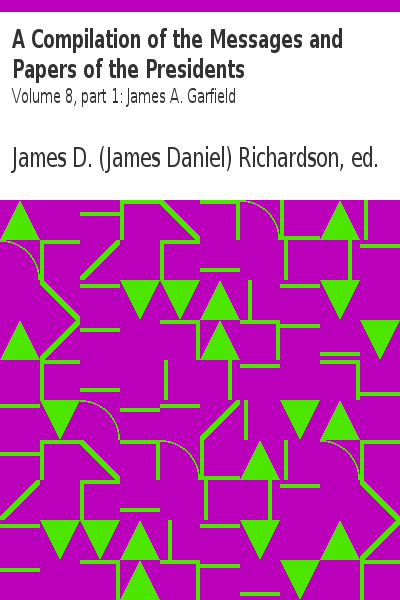 A Compilation of the Messages and
Papers of the Presidents
Volume 8, part 1: James A. Garfield
James D. (James Daniel) Richardson, ed.